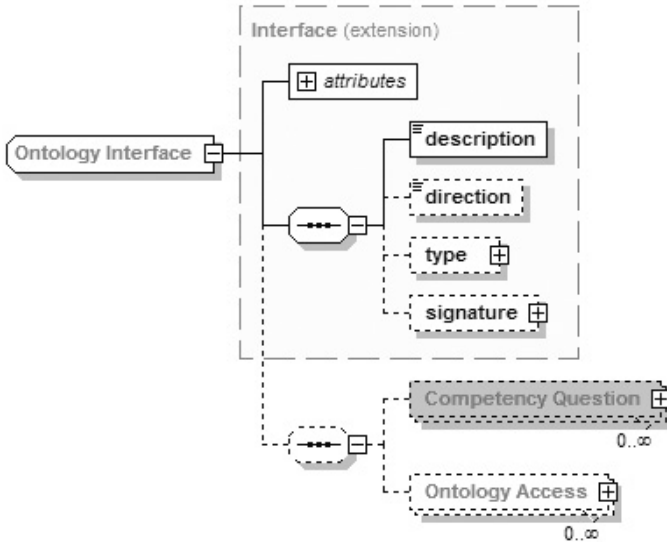 Interface (extension)
attributes
Ontology Interface
description
direction
type
signature
Competency Question
0..∞
Ontology Access
0..∞